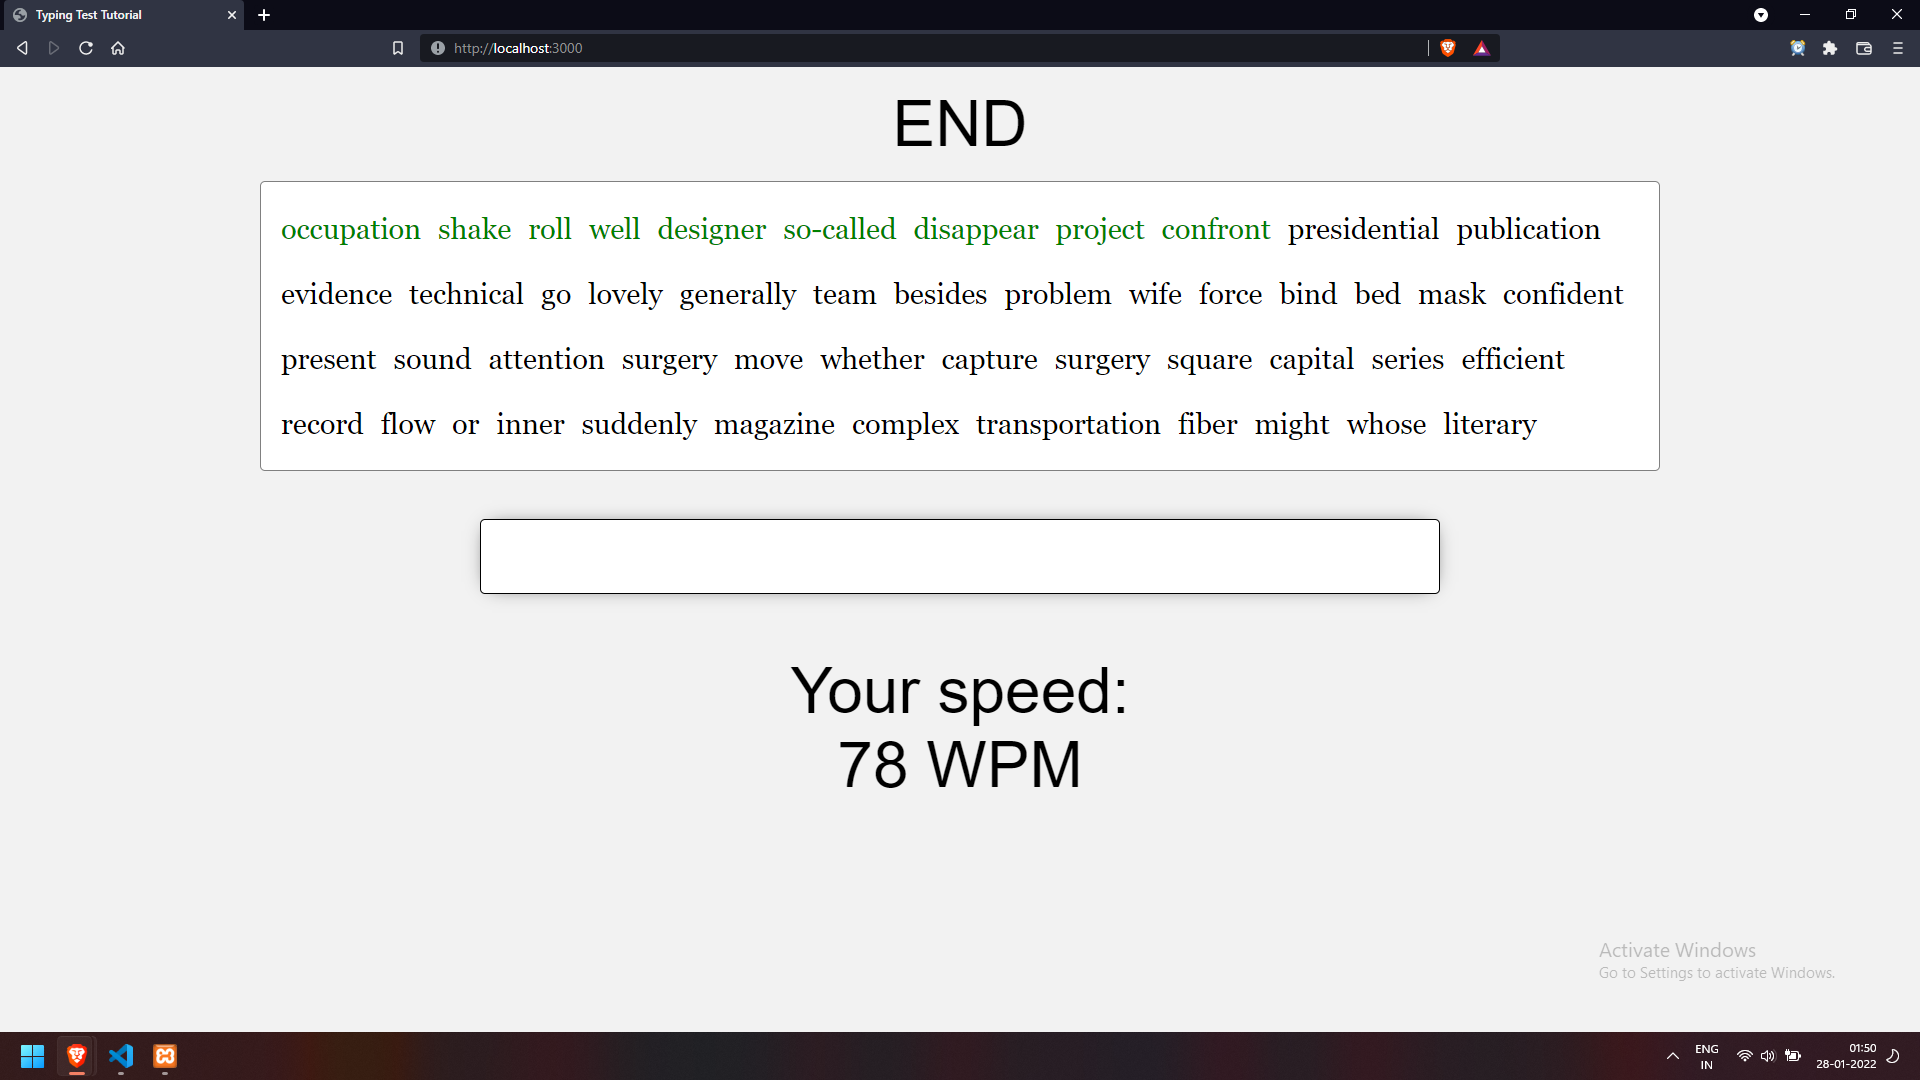 Typing Test Tutorial
http://localhost:3000
END
occupation shake roll well designer so-called disappear project confront presidential publication
evidence technical go lovely generally team besides problem wife force bind bed mask confident
present sound attention surgery move whether capture surgery square capital series efficient
record flow or inner suddenly magazine complex transportation fiber might whose literary
Your speed:
78 WPM
Activate Windows
Go to Settings to activate Windows.
ENG
IN
01:50
28-01-2022